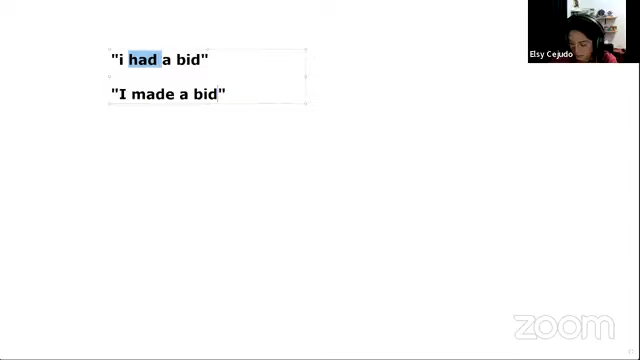 "i had a bid"
"I made a bid"
Elsy Cejudo
zoom